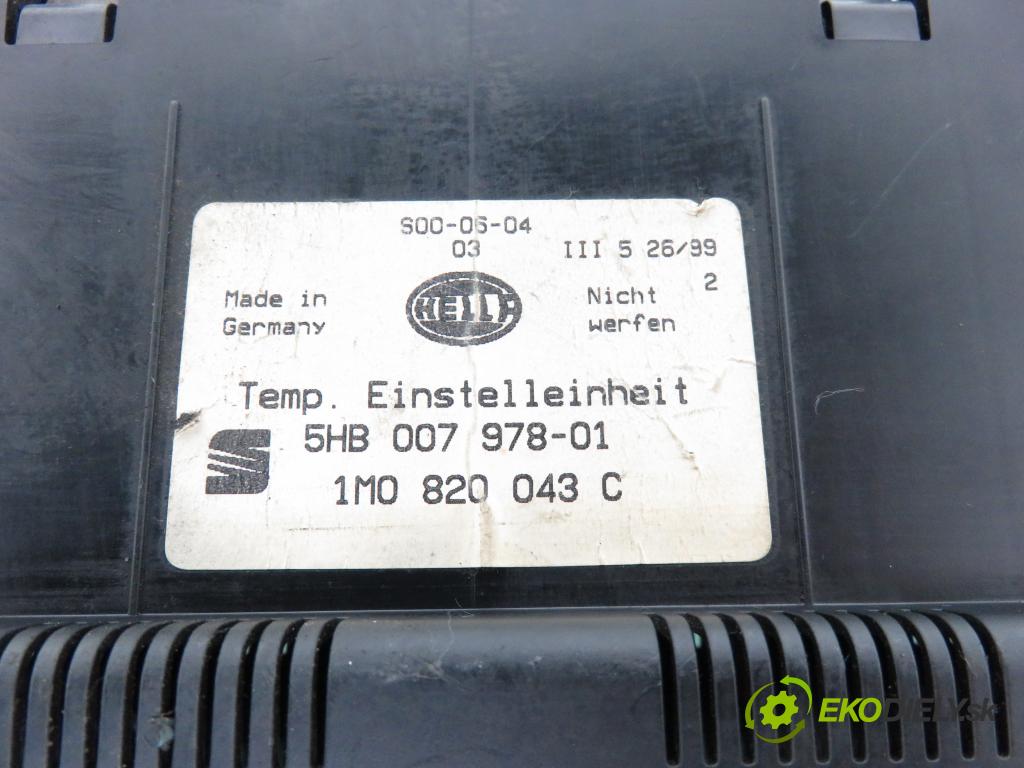 S00-06-04
03 III 5 26/99
2
Made in Germany
HELLA
Nicht werfen
Temp. Einstelleinheit
5HB 007 978-01
1M0 820 043 C
EKODIELY.sk